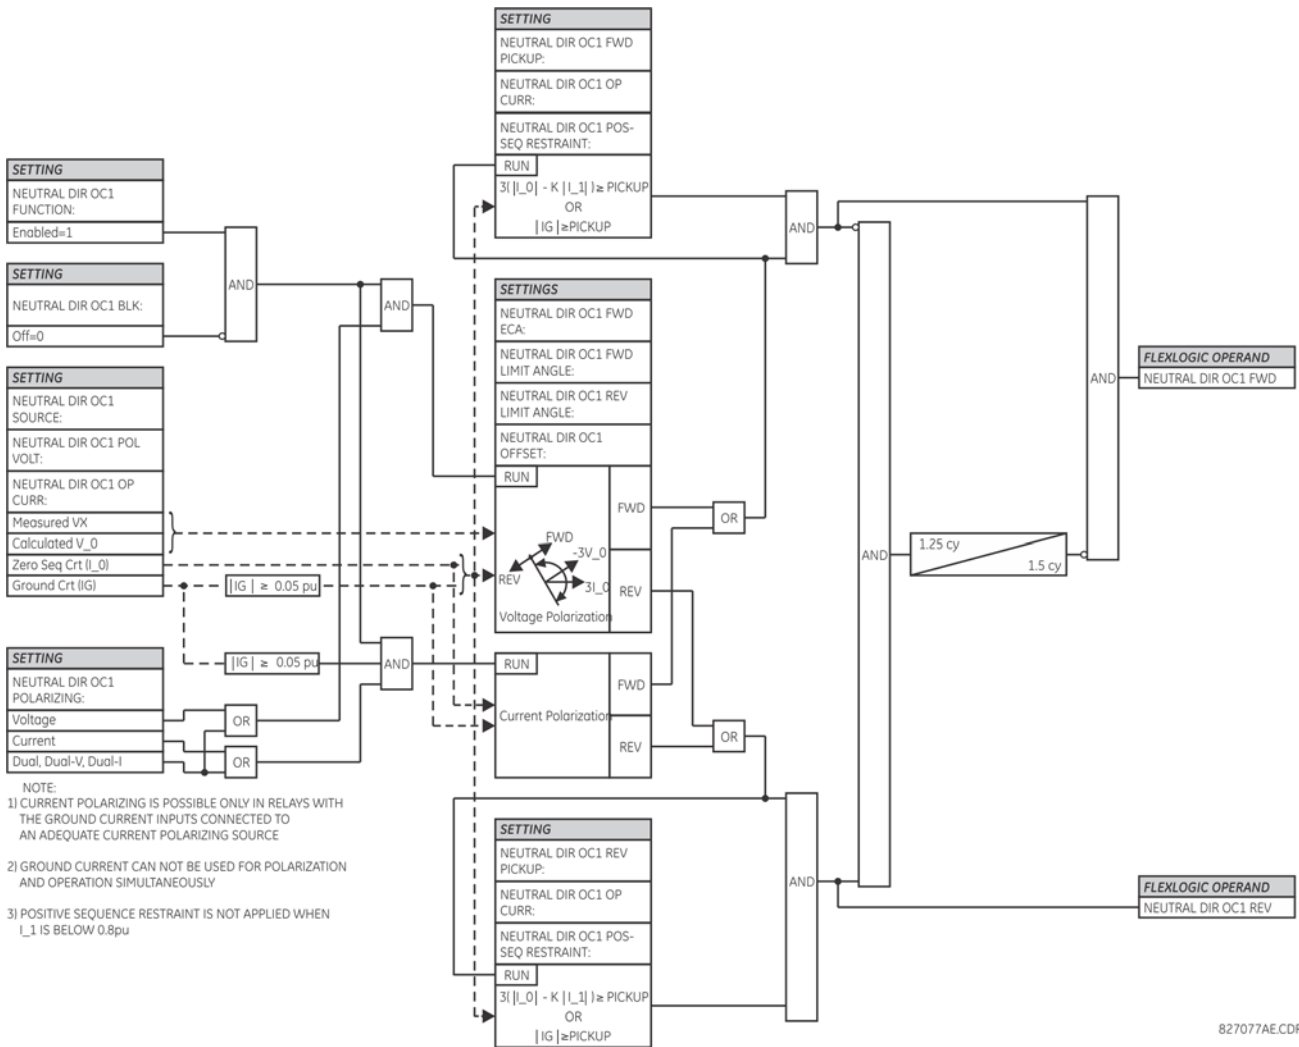 SETTING
NEUTRAL DIR OC1 FWD
PICKUP:
NEUTRAL DIR OC1 OP
CURR:
NEUTRAL DIR OC1 POS-
SEQ RESTRAINT:
RUN
3( |I_0| - K |I_1| ) ≥ PICKUP
OR
|IG| ≥PICKUP
SETTING
NEUTRAL DIR OC1
FUNCTION:
Enabled=1
SETTING
NEUTRAL DIR OC1 BLK:
Off=0
AND
AND
AND
SETTING
NEUTRAL DIR OC1
SOURCE:
NEUTRAL DIR OC1 POL
VOLT:
NEUTRAL DIR OC1 OP
CURR:
Measured VX
Calculated V_0
Zero Seq Crt (I_0)
Ground Crt (IG)
|IG| ≥ 0.05 pu
|IG| ≥ 0.05 pu
AND
SETTINGS
NEUTRAL DIR OC1 FWD
ECA:
NEUTRAL DIR OC1 FWD
LIMIT ANGLE:
NEUTRAL DIR OC1 REV
LIMIT ANGLE:
NEUTRAL DIR OC1
OFFSET:
RUN
FWD
FWD
-3V_0
REV
3I_0
REV
Voltage Polarization
OR
RUN
FWD
Current Polarization
REV
OR
SETTING
NEUTRAL DIR OC1
POLARIZING:
Voltage
Current
Dual, Dual-V, Dual-I
OR
OR
NOTE:
1) CURRENT POLARIZING IS POSSIBLE ONLY IN RELAYS WITH
THE GROUND CURRENT INPUTS CONNECTED TO
AN ADEQUATE CURRENT POLARIZING SOURCE
2) GROUND CURRENT CAN NOT BE USED FOR POLARIZATION
AND OPERATION SIMULTANEOUSLY
3) POSITIVE SEQUENCE RESTRAINT IS NOT APPLIED WHEN
I_1 IS BELOW 0.8pu
SETTING
NEUTRAL DIR OC1 REV
PICKUP:
NEUTRAL DIR OC1 OP
CURR:
NEUTRAL DIR OC1 POS-
SEQ RESTRAINT:
RUN
3( |I_0| - K |I_1| ) ≥ PICKUP
OR
|IG| ≥PICKUP
AND
AND
1.25 cy
1.5 cy
AND
FLEXLOGIC OPERAND
NEUTRAL DIR OC1 FWD
FLEXLOGIC OPERAND
NEUTRAL DIR OC1 REV
827077AE.CDR